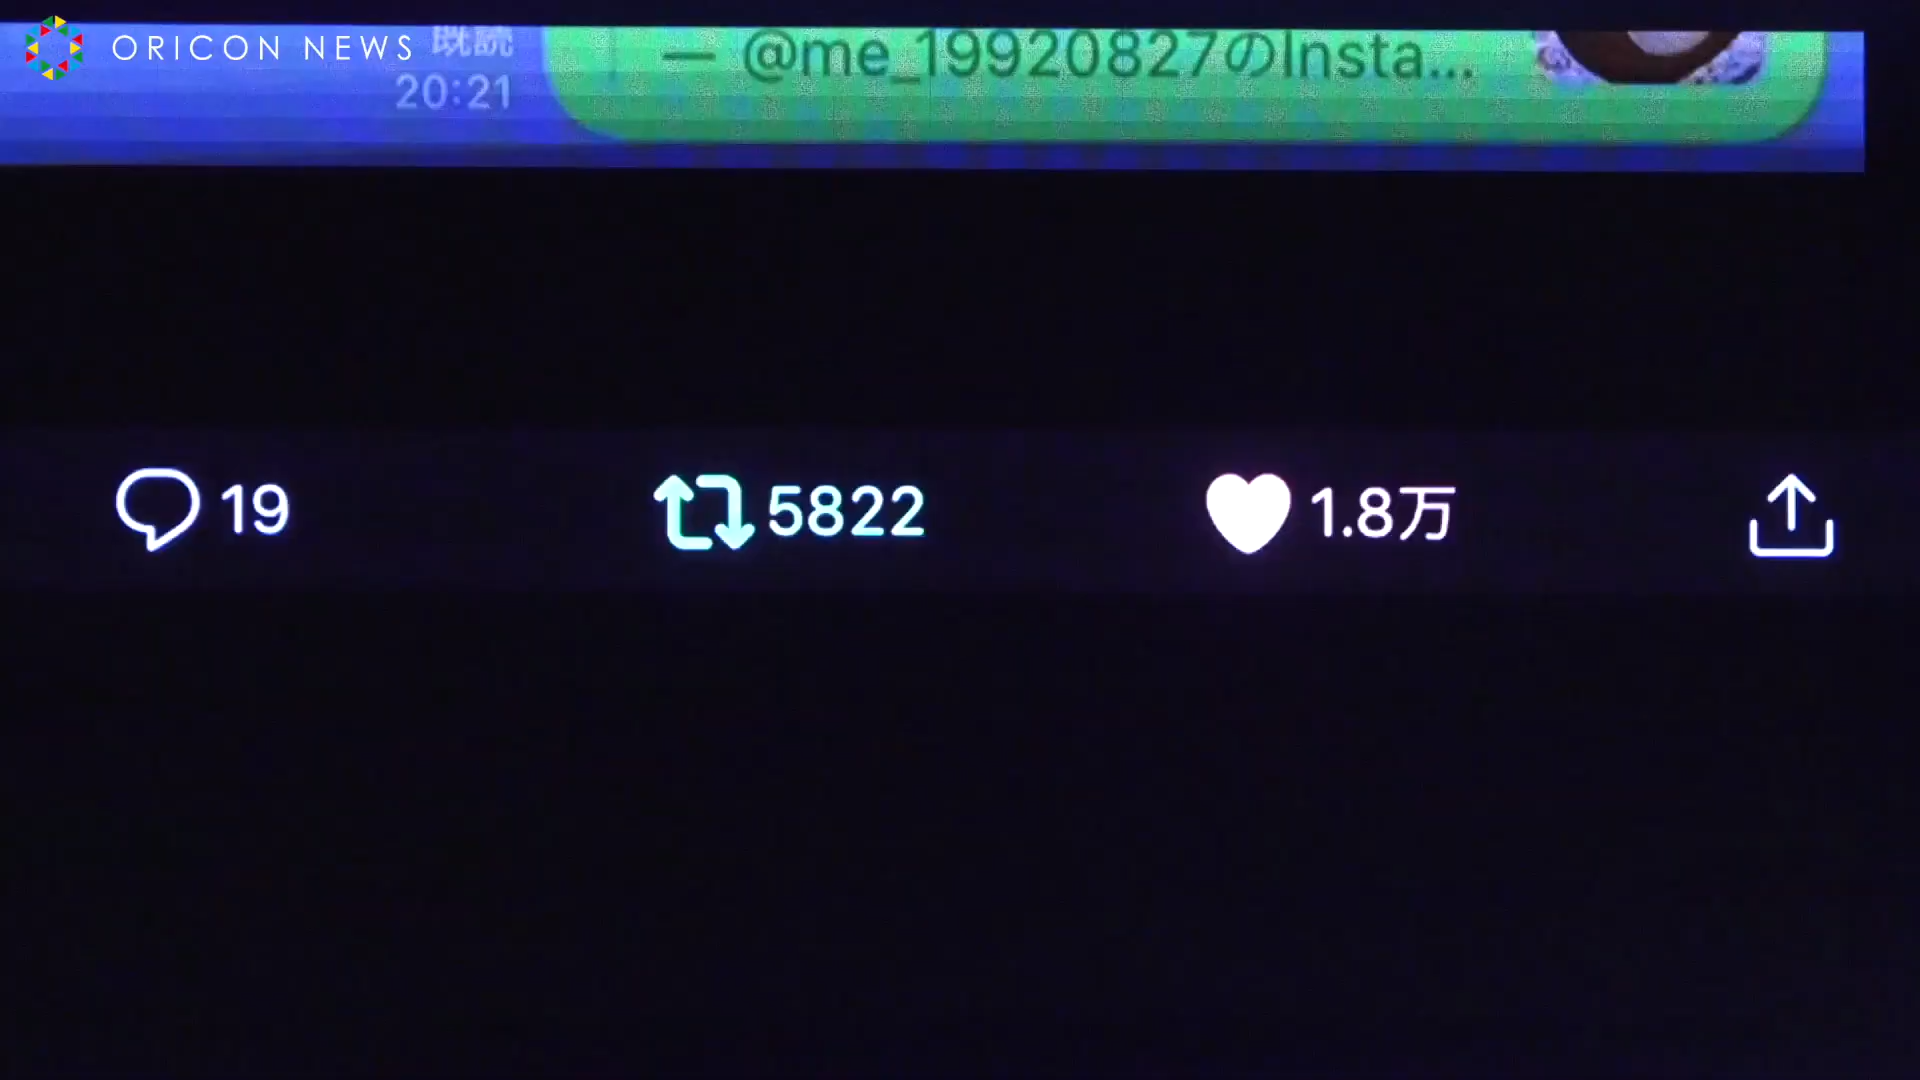 ORICON NEWS
既読
20:21
— @me_19920827のInsta...
19
5822
1.8万